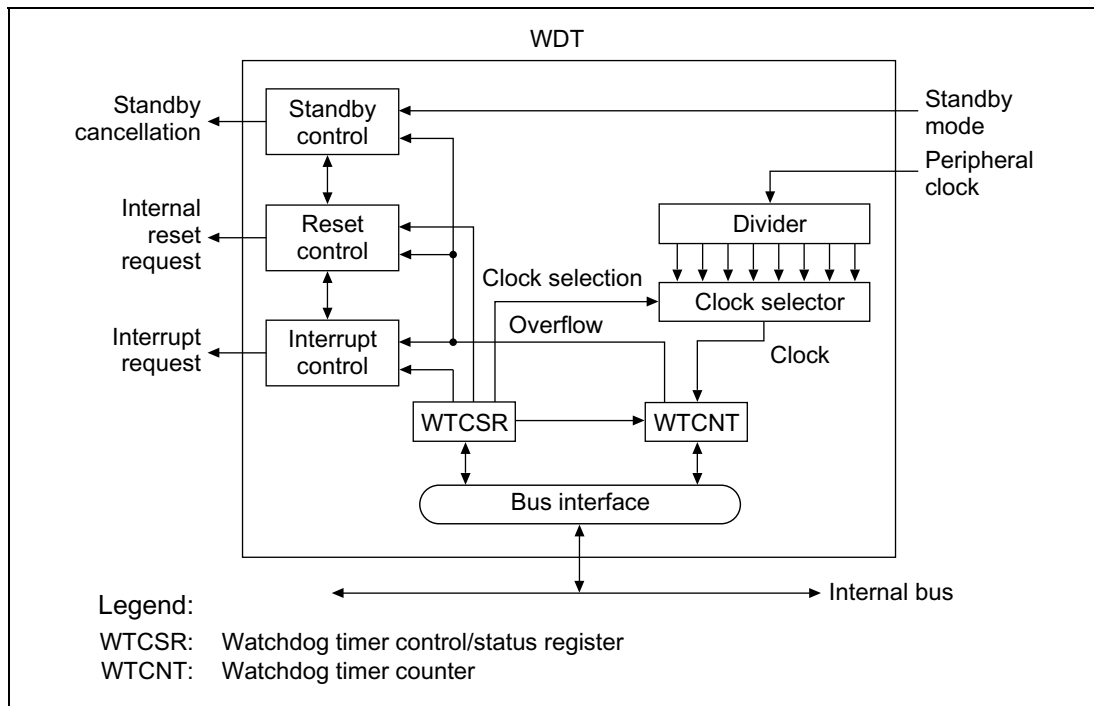 WDT
Standby
cancellation
Standby
control
Standby
mode
Peripheral
clock
Internal
reset
request
Reset
control
Divider
Clock selection
Clock selector
Overflow
Interrupt
request
Interrupt
control
Clock
WTCSR
WTCNT
Bus interface
Internal bus
Legend:
WTCSR: Watchdog timer control/status register
WTCNT: Watchdog timer counter